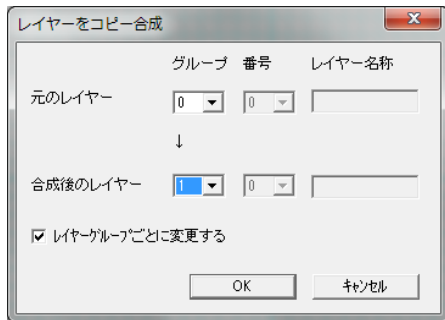 レイヤーをコピー合成
グループ 番号 レイヤー名称
元のレイヤー 0 0
↓
合成後のレイヤー 1 0
レイヤーグループごとに変更する
OK キャンセル